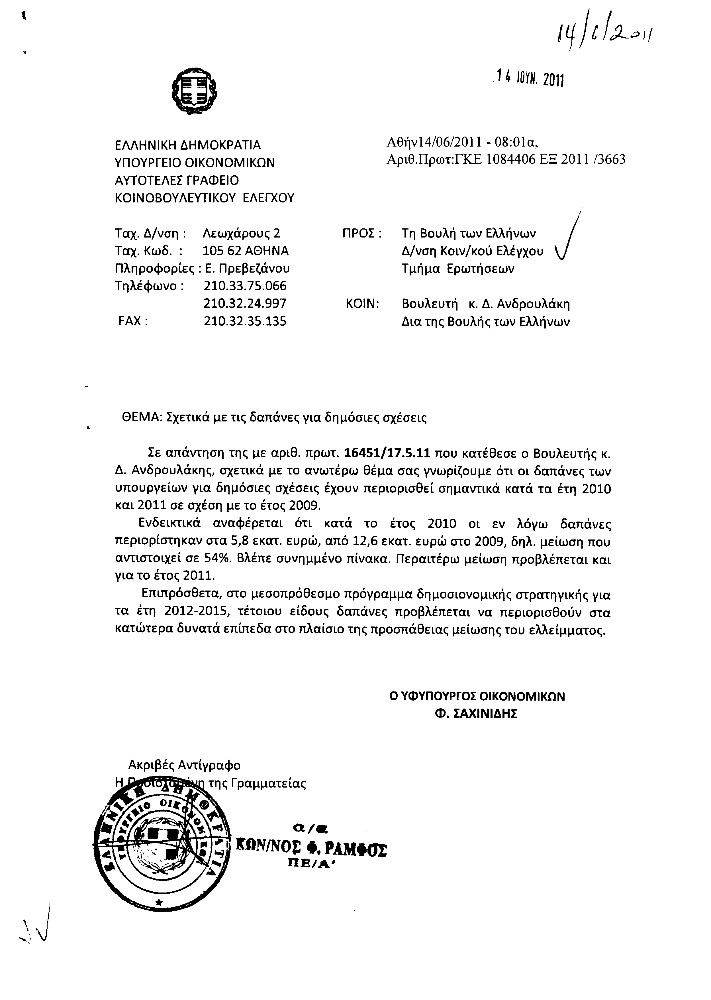 14/6/2011
14 ΙΟΥΝ. 2011
ΕΛΛΗΝΙΚΗ ΔΗΜΟΚΡΑΤΙΑ
ΥΠΟΥΡΓΕΙΟ ΟΙΚΟΝΟΜΙΚΩΝ
ΑΥΤΟΤΕΛΕΣ ΓΡΑΦΕΙΟ
ΚΟΙΝΟΒΟΥΛΕΥΤΙΚΟΥ ΕΛΕΓΧΟΥ
Αθήν14/06/2011 - 08:01α,
Αριθ.Πρωτ:ΓΚΕ 1084406 ΕΞ 2011 /3663
Ταχ. Δ/νση : Λεωχάρους 2
Ταχ. Κωδ. : 105 62 ΑΘΗΝΑ
Πληροφορίες : Ε. Πρεβεζάνου
Τηλέφωνο : 210.33.75.066
210.32.24.997
FAX : 210.32.35.135
ΠΡΟΣ : Τη Βουλή των Ελλήνων
Δ/νση Κοιν/κού Ελέγχου
Τμήμα Ερωτήσεων
ΚΟΙΝ: Βουλευτή κ. Δ. Ανδρουλάκη
Δια της Βουλής των Ελλήνων
ΘΕΜΑ: Σχετικά με τις δαπάνες για δημόσιες σχέσεις
Σε απάντηση της με αριθ. πρωτ. 16451/17.5.11 που κατέθεσε ο Βουλευτής κ.
Δ. Ανδρουλάκης, σχετικά με το ανωτέρω θέμα σας γνωρίζουμε ότι οι δαπάνες των
υπουργείων για δημόσιες σχέσεις έχουν περιορισθεί σημαντικά κατά τα έτη 2010
και 2011 σε σχέση με το έτος 2009.
Ενδεικτικά αναφέρεται ότι κατά το έτος 2010 οι εν λόγω δαπάνες
περιορίστηκαν στα 5,8 εκατ. ευρώ, από 12,6 εκατ. ευρώ στο 2009, δηλ. μείωση που
αντιστοιχεί σε 54%. Βλέπε συνημμένο πίνακα. Περαιτέρω μείωση προβλέπεται και
για το έτος 2011.
Επιπρόσθετα, στο μεσοπρόθεσμο πρόγραμμα δημοσιονομικής στρατηγικής για
τα έτη 2012-2015, τέτοιου είδους δαπάνες προβλέπεται να περιορισθούν στα
κατώτερα δυνατά επίπεδα στο πλαίσιο της προσπάθειας μείωσης του ελλείμματος.
Ο ΥΦΥΠΟΥΡΓΟΣ ΟΙΚΟΝΟΜΙΚΩΝ
Φ. ΣΑΧΙΝΙΔΗΣ
Ακριβές Αντίγραφο
Η Προϊσταμένη της Γραμματείας
ΕΛΛΗΝΙΚΗ ΔΗΜΟΚΡΑΤΙΑ
ΥΠΟΥΡΓΕΙΟ ΟΙΚΟΝΟΜΙΚΩΝ
α/α
ΚΩΝ/ΝΟΣ Φ. ΡΑΜΦΟΣ
ΠΕ/Α'